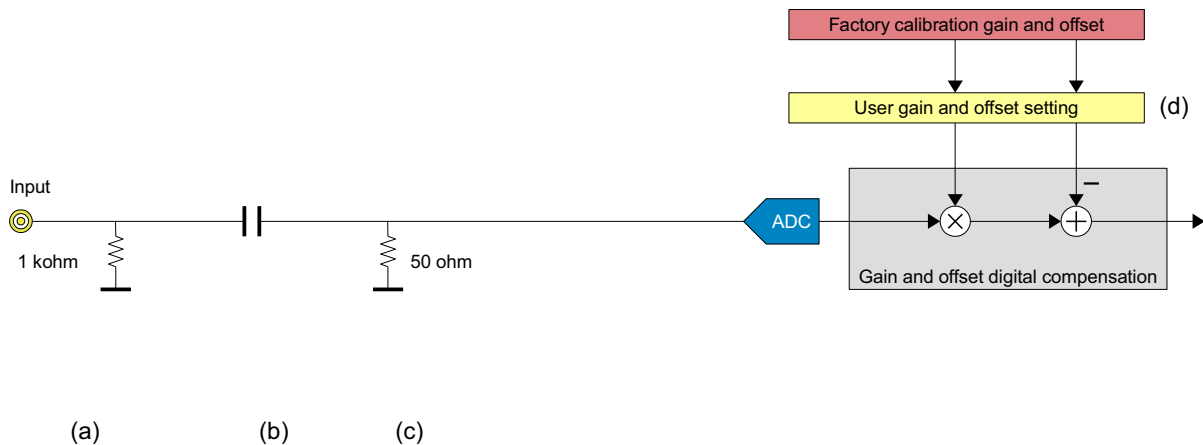 Factory calibration gain and offset
User gain and offset setting
(d)
Input
ADC
1 kohm
50 ohm
Gain and offset digital compensation
(a)
(b)
(c)